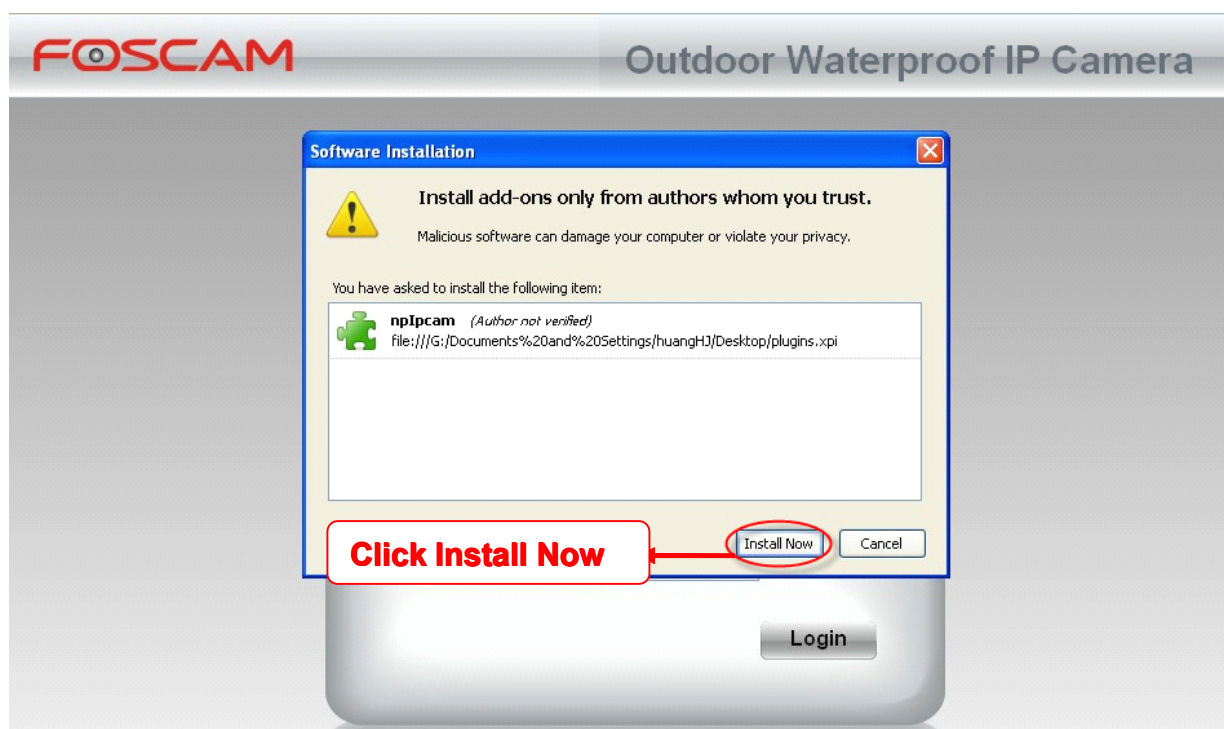 FOSCAM
Outdoor Waterproof IP Camera
Software Installation
Install add-ons only from authors whom you trust.
Malicious software can damage your computer or violate your privacy.
You have asked to install the following item:
npIpcam (Author not verified)
file:///G:/Documents%20and%20Settings/huangHJ/Desktop/plugins.xpi
Click Install Now
Install Now
Cancel
Login